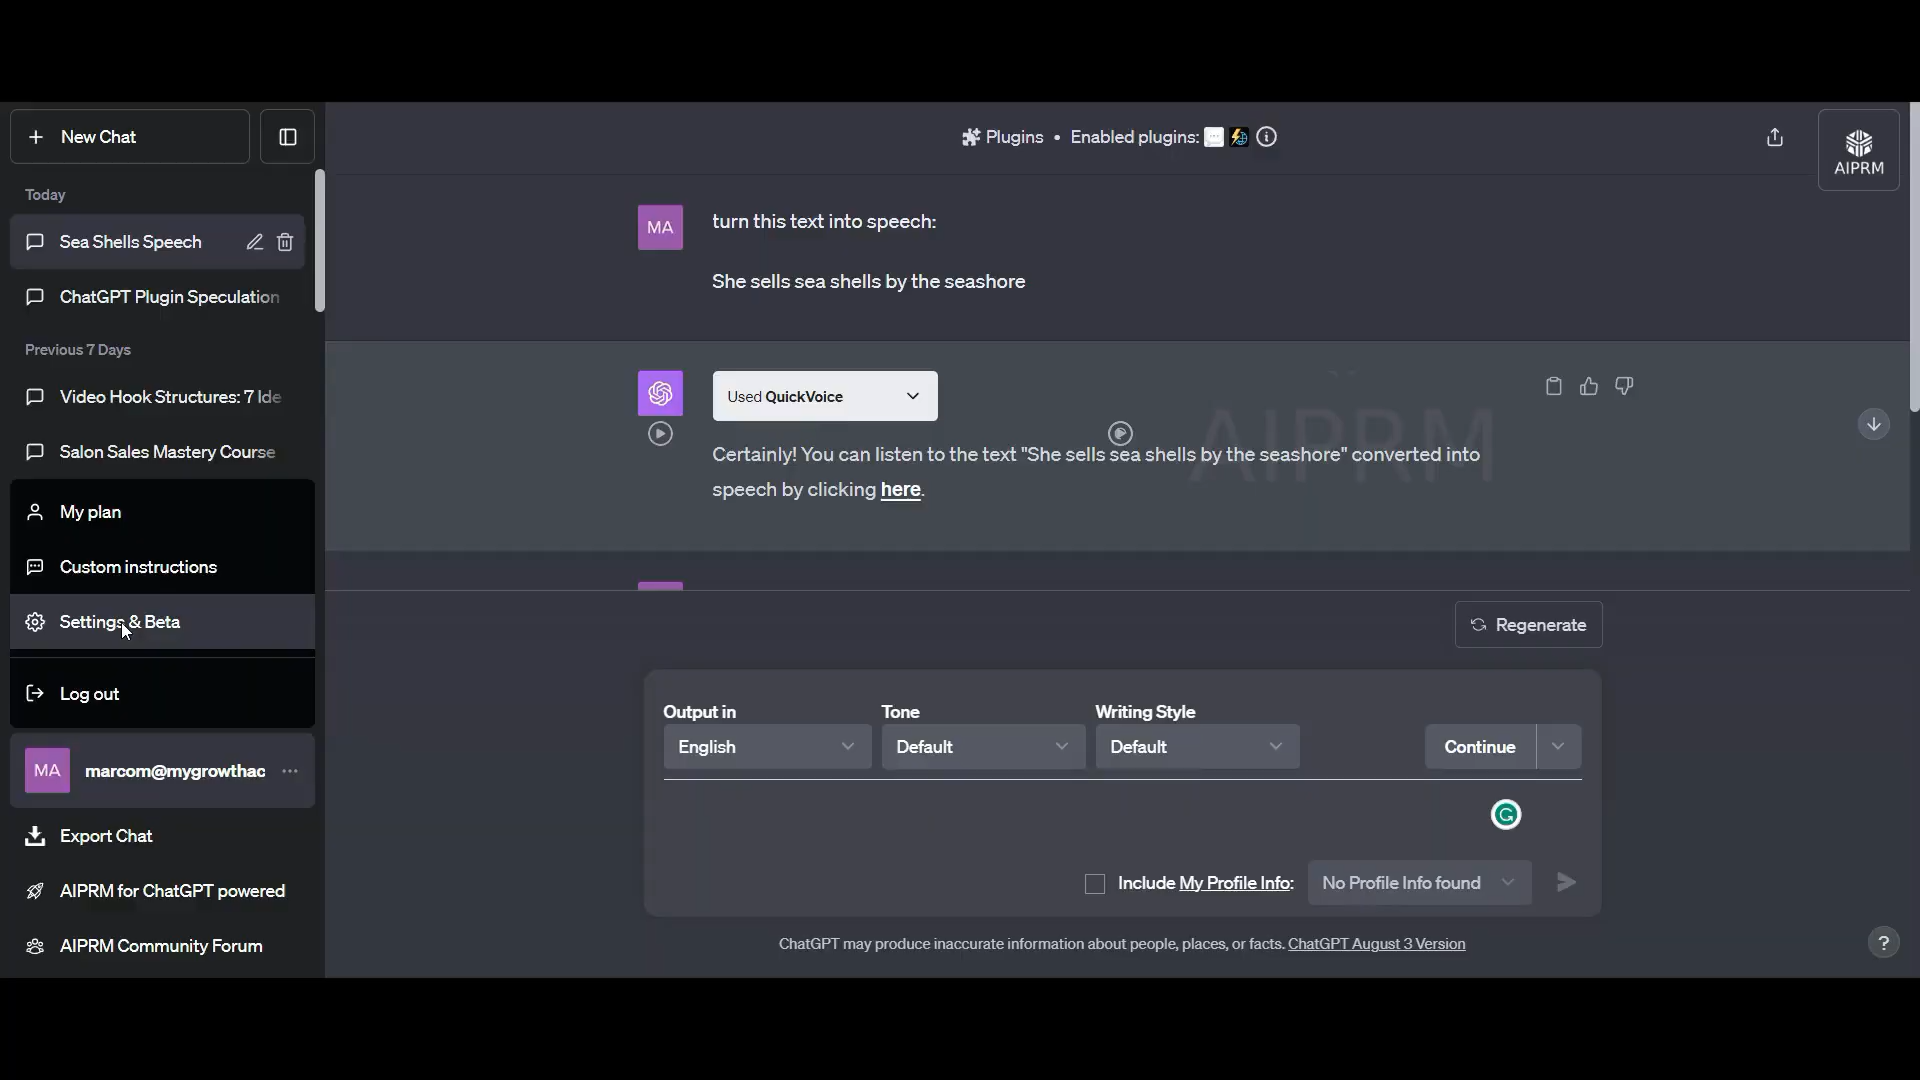 New Chat
Plugins • Enabled plugins:
AIPRM
Today
Sea Shells Speech
ChatGPT Plugin Speculation
Previous 7 Days
Video Hook Structures: 7 Ide
Salon Sales Mastery Course
My plan
Custom instructions
Settings & Beta
Log out
MA
marcom@mygrowthac
Export Chat
AIPRM for ChatGPT powered
AIPRM Community Forum
MA
turn this text into speech:
She sells sea shells by the seashore
Used QuickVoice
AIPRM
Certainly! You can listen to the text "She sells sea shells by the seashore" converted into
speech by clicking here.
Regenerate
Output in
Tone
Writing Style
English
Default
Default
Continue
Include My Profile Info:
No Profile Info found
ChatGPT may produce inaccurate information about people, places, or facts. ChatGPT August 3 Version
?